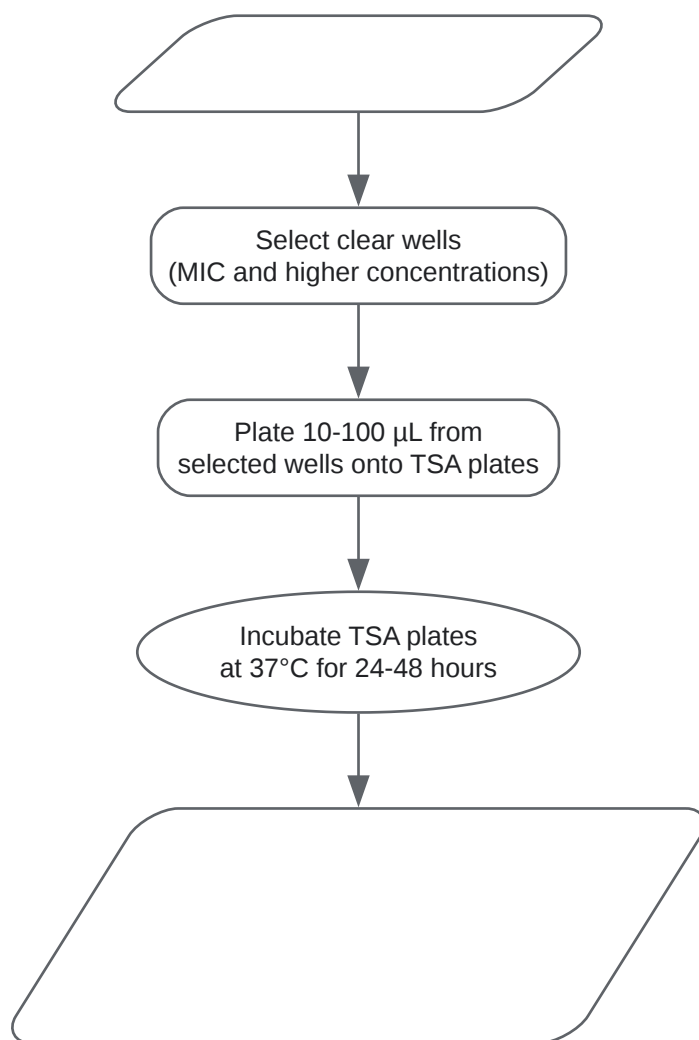 Select clear wells
(MIC and higher concentrations)
Plate 10-100 µL from
selected wells onto TSA plates
Incubate TSA plates
at 37°C for 24-48 hours